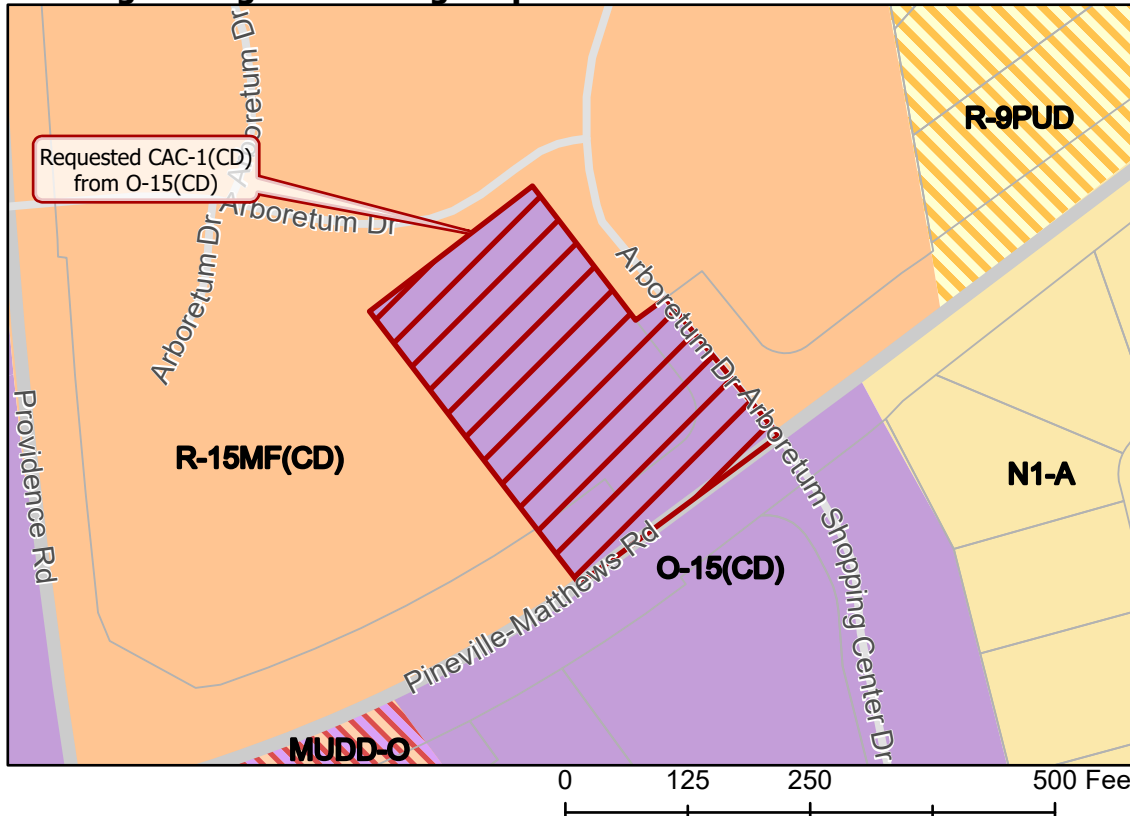 Arboretum Dr
R-9PUD
Requested CAC-1(CD)
from O-15(CD)
Arboretum Dr
Arboretum Dr
Arboretum Dr
Arboretum Dr
Providence Rd
R-15MF(CD)
N1-A
Arboretum Shopping Center Dr
Pineville-Matthews Rd
O-15(CD)
MUDD-O
0 125 250 500 Fee